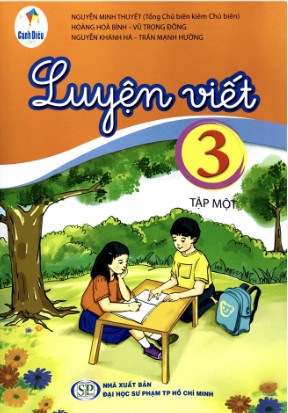 NGUYỄN MINH THUYẾT (Tổng Chủ biên kiêm Chủ biên)
HOÀNG HOÀ BÌNH – VŨ TRỌNG ĐÔNG
NGUYỄN KHÁNH HÀ – TRẦN MẠNH HƯỞNG
Cánh Diều
Luyện viết
3
TẬP MỘT
NHÀ XUẤT BẢN
ĐẠI HỌC SƯ PHẠM TP HỒ CHÍ MINH